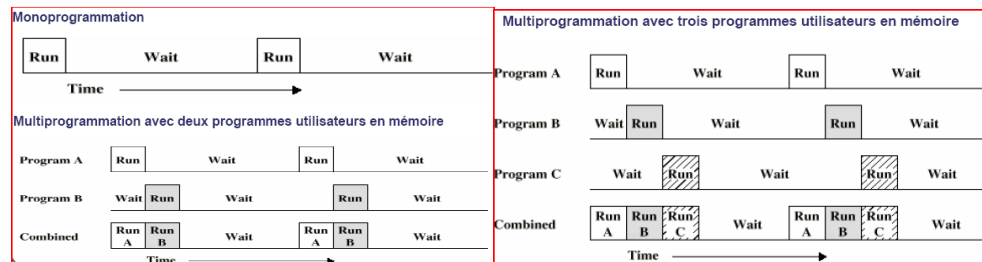 Monoprogrammation
Run Wait Run Wait
Time
Multiprogrammation avec deux programmes utilisateurs en mémoire
Program A Run Wait Run Wait
Program B Wait Run Wait Run Wait
Combined Run A Run B Wait Run A Run B Wait
Time
Multiprogrammation avec trois programmes utilisateurs en mémoire
Program A Run Wait Run Wait
Program B Wait Run Wait Run Wait
Program C Wait Run Wait Run Wait
Combined Run A Run B Run C Wait Run A Run B Run C Wait
Time